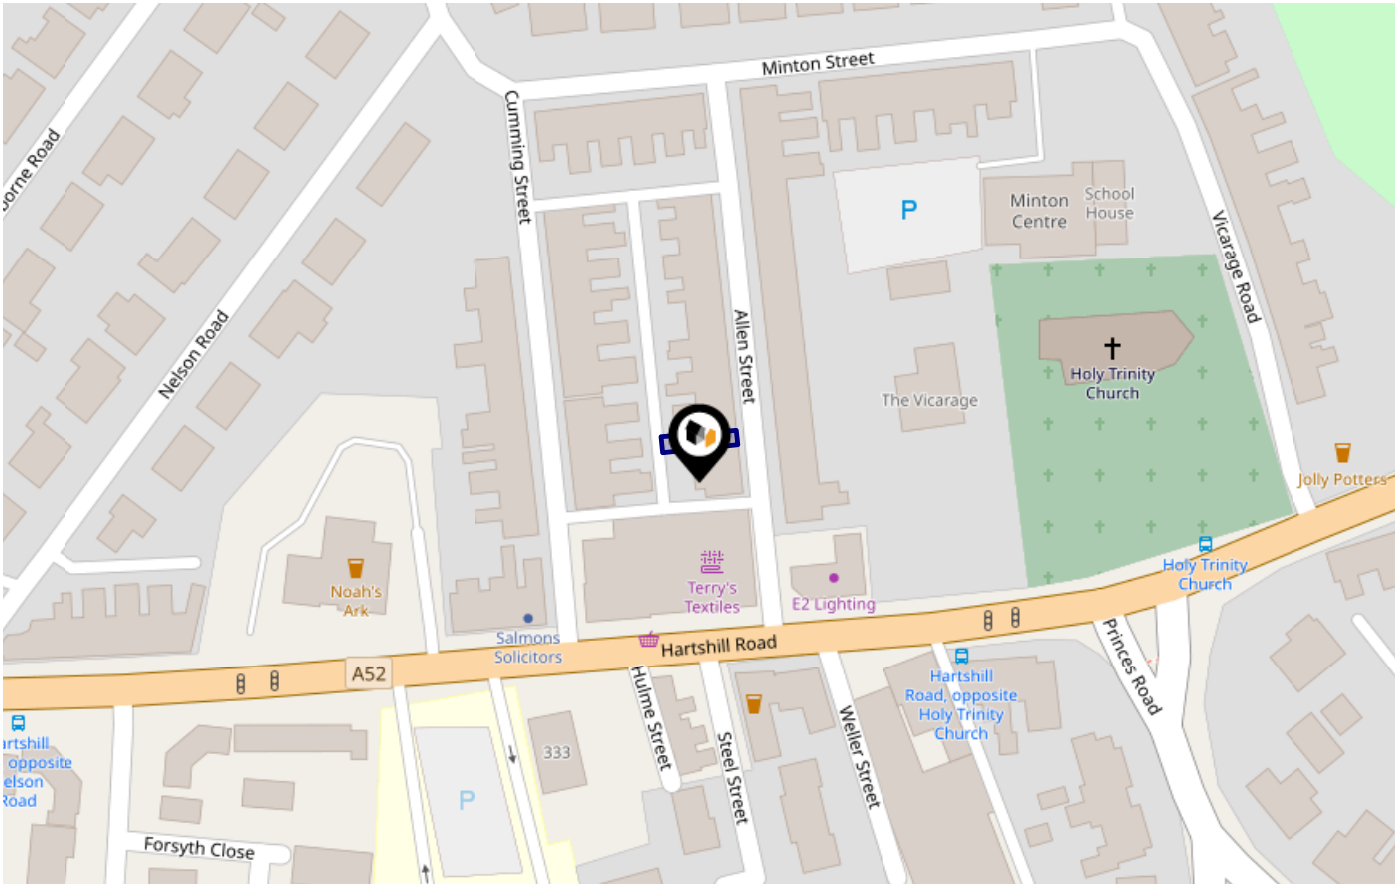 Minton Street
Cumming Street
borne Road
P
Minton
Centre
School
House
Vicarage Road
Nelson Road
Allen Street
Holy Trinity
Church
The Vicarage
Jolly Potters
Holy Trinity
Church
Noah's
Ark
Terry's
Textiles
E2 Lighting
Salmons
Solicitors
Hartshill Road
A52
Princes Road
Hulme Street
Hartshill
Road, opposite
Holy Trinity
Church
Steel Street
Weller Street
artshill
opposite
elson
Road
333
P
Forsyth Close